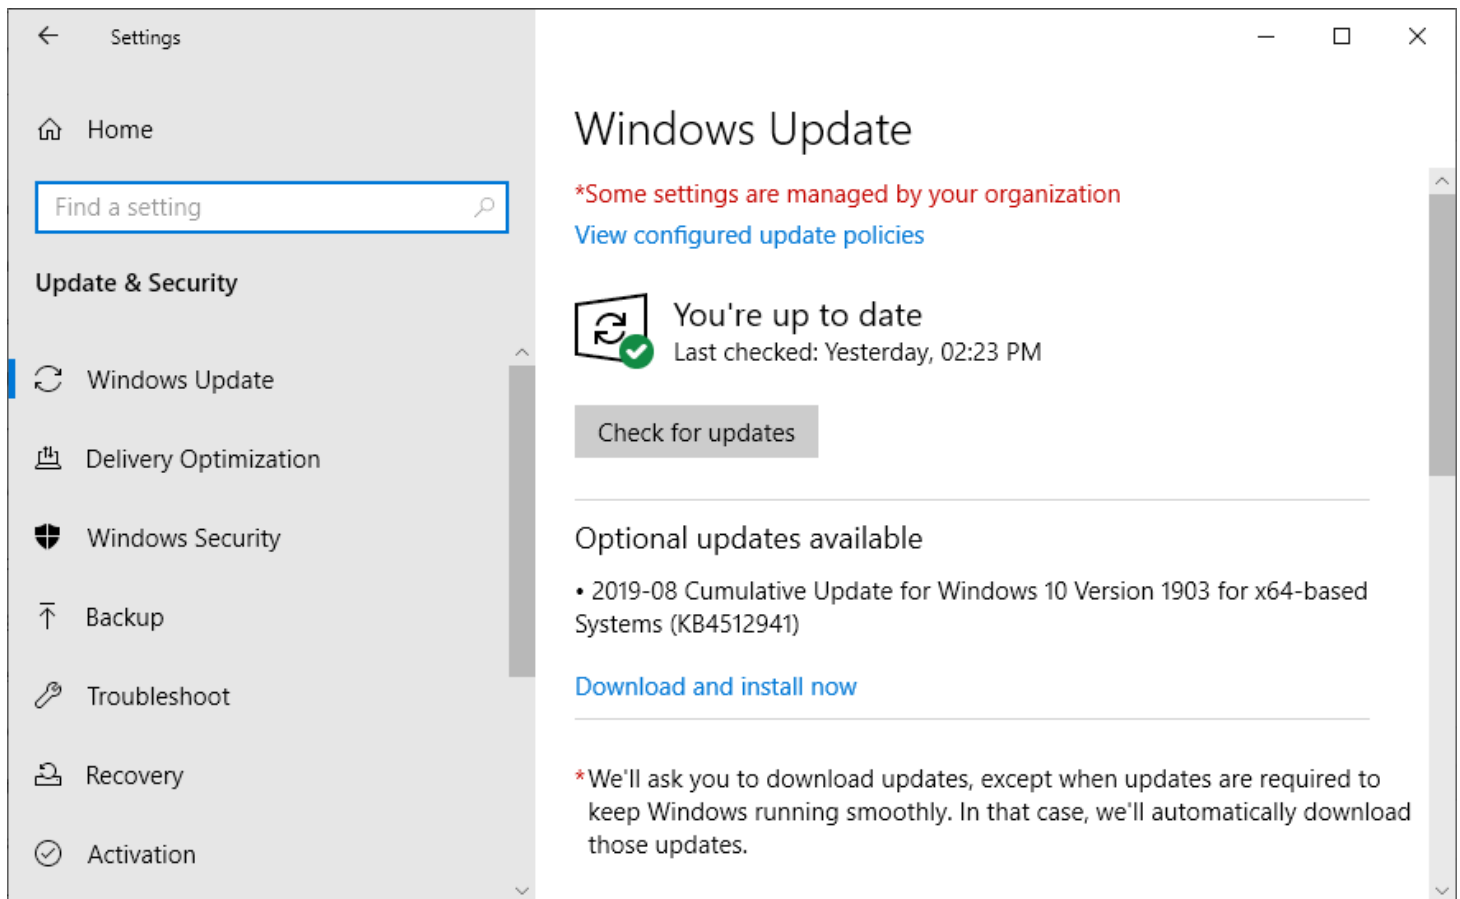 Settings
Home
Find a setting
Update & Security
Windows Update
Delivery Optimization
Windows Security
Backup
Troubleshoot
Recovery
Activation
Windows Update
*Some settings are managed by your organization
View configured update policies
You're up to date
Last checked: Yesterday, 02:23 PM
Check for updates
Optional updates available
• 2019-08 Cumulative Update for Windows 10 Version 1903 for x64-based
Systems (KB4512941)
Download and install now
*We'll ask you to download updates, except when updates are required to
keep Windows running smoothly. In that case, we'll automatically download
those updates.